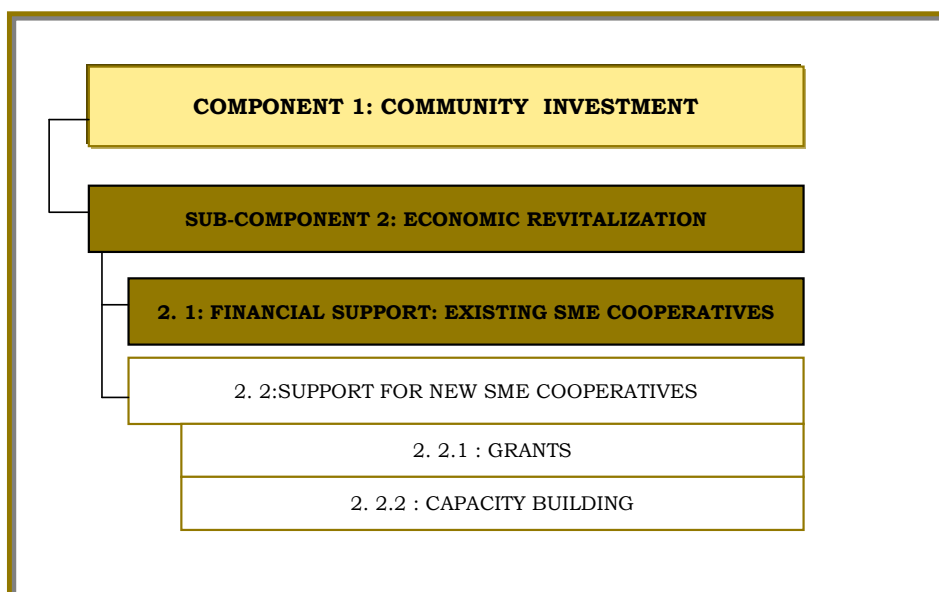 COMPONENT 1: COMMUNITY INVESTMENT
SUB-COMPONENT 2: ECONOMIC REVITALIZATION
2. 1: FINANCIAL SUPPORT: EXISTING SME COOPERATIVES
2. 2:SUPPORT FOR NEW SME COOPERATIVES
2. 2.1 : GRANTS
2. 2.2 : CAPACITY BUILDING